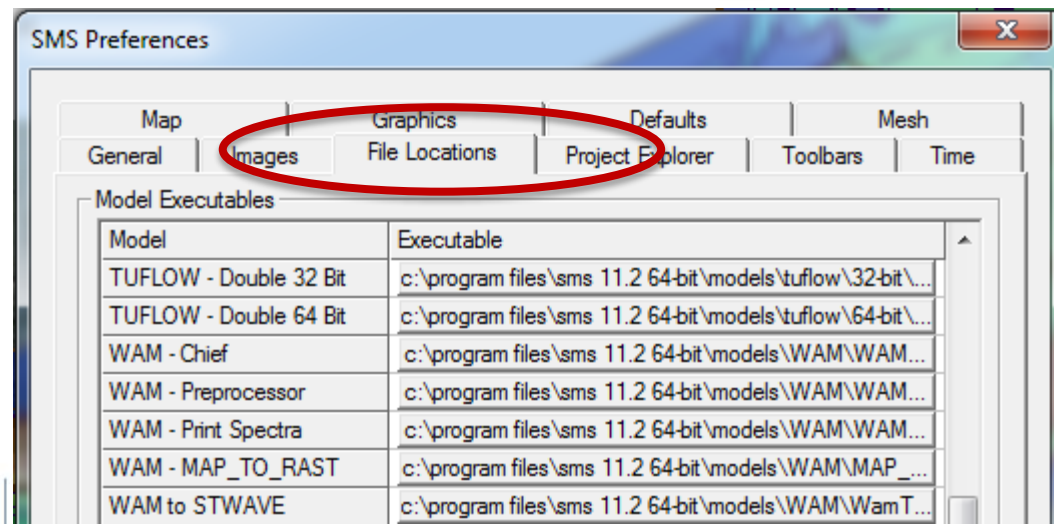 SMS Preferences
Map Graphics Defaults Mesh
General Images File Locations Project Explorer Toolbars Time
Model Executables
Model Executable
TUFLOW - Double 32 Bit c:\program files\sms 11.2 64-bit\models\tuflow\32-bit\...
TUFLOW - Double 64 Bit c:\program files\sms 11.2 64-bit\models\tuflow\64-bit\...
WAM - Chief c:\program files\sms 11.2 64-bit\models\WAM\WAM...
WAM - Preprocessor c:\program files\sms 11.2 64-bit\models\WAM\WAM...
WAM - Print Spectra c:\program files\sms 11.2 64-bit\models\WAM\WAM...
WAM - MAP_TO_RAST c:\program files\sms 11.2 64-bit\models\WAM\MAP_...
WAM to STWAVE c:\program files\sms 11.2 64-bit\models\WAM\WamT...